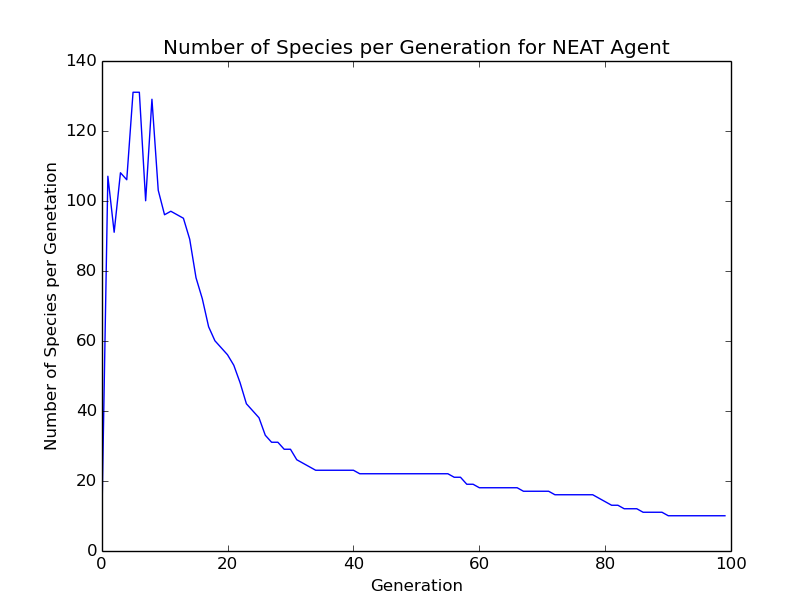 Number of Species per Generation for NEAT Agent
140
120
100
80
60
40
20
0
0 20 40 60 80 100
Number of Species per Genetation
Generation